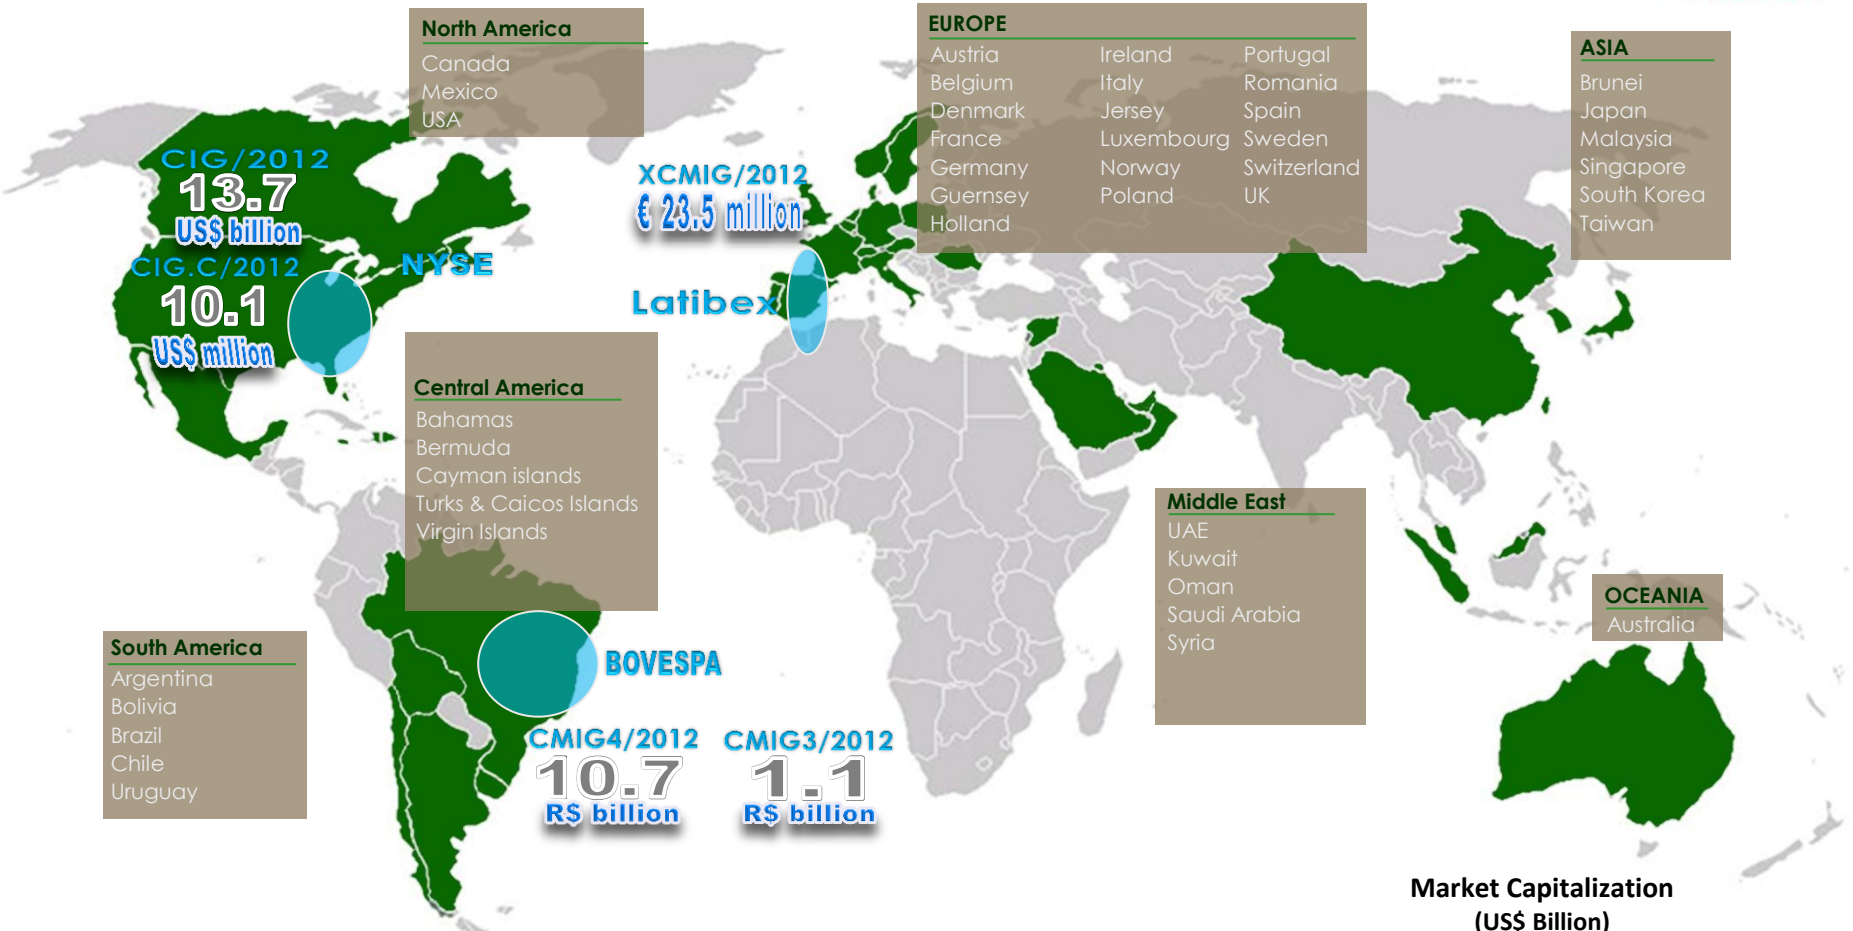 North America
Canada
Mexico
USA
EUROPE
Austria
Belgium
Denmark
France
Germany
Guernsey
Holland
Ireland
Italy
Jersey
Luxembourg
Norway
Poland
Portugal
Romania
Spain
Sweden
Switzerland
UK
ASIA
Brunei
Japan
Malaysia
Singapore
South Korea
Taiwan
CIG/2012
13.7
US$ billion
CIG.C/2012
10.1
US$ million
NYSE
XCMIG/2012
€ 23.5 million
Latibex
Central America
Bahamas
Bermuda
Cayman islands
Turks & Caicos Islands
Virgin Islands
Middle East
UAE
Kuwait
Oman
Saudi Arabia
Syria
OCEANIA
Australia
South America
Argentina
Bolivia
Brazil
Chile
Uruguay
BOVESPA
CMIG4/2012
10.7
R$ billion
CMIG3/2012
1.1
R$ billion
Market Capitalization
(US$ Billion)